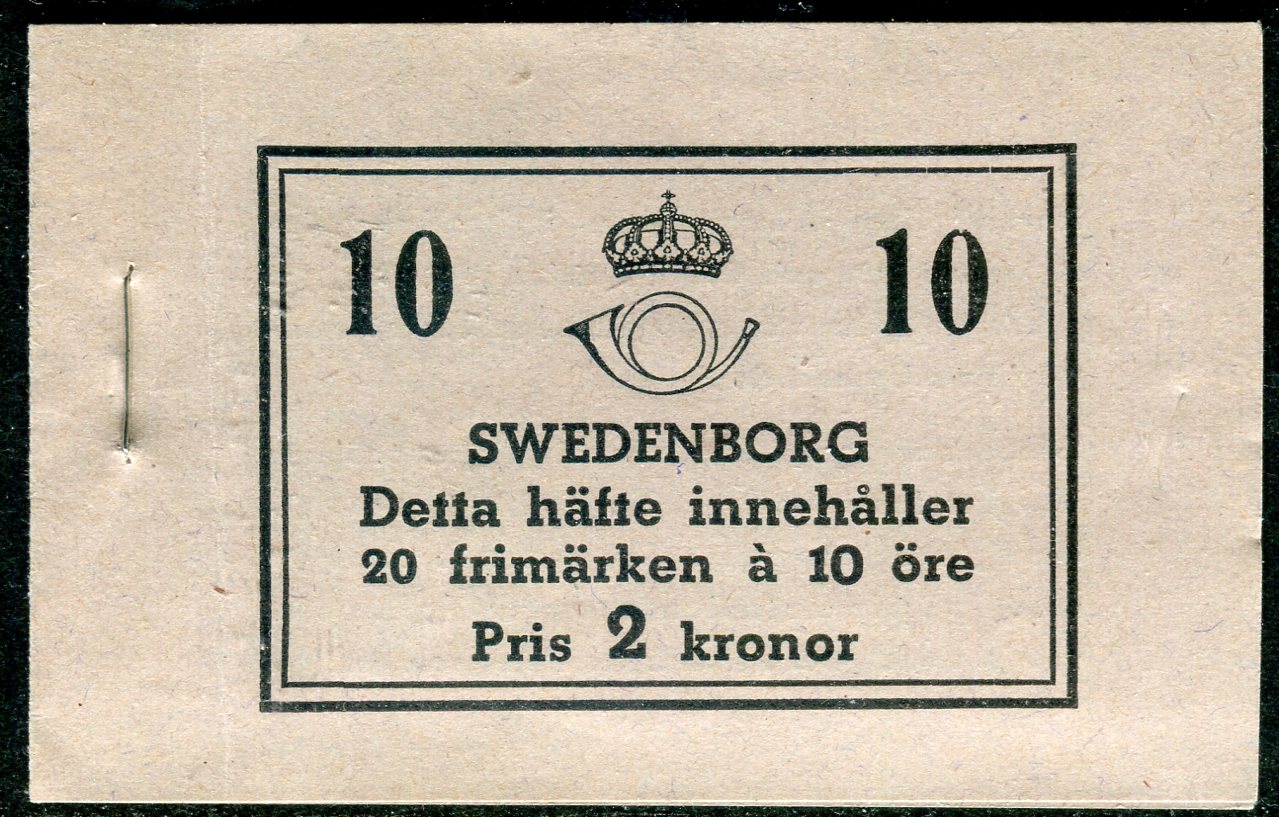 10 10
SWEDENBORG
Detta häfte innehåller
20 frimärken à 10 öre
Pris 2 kronor